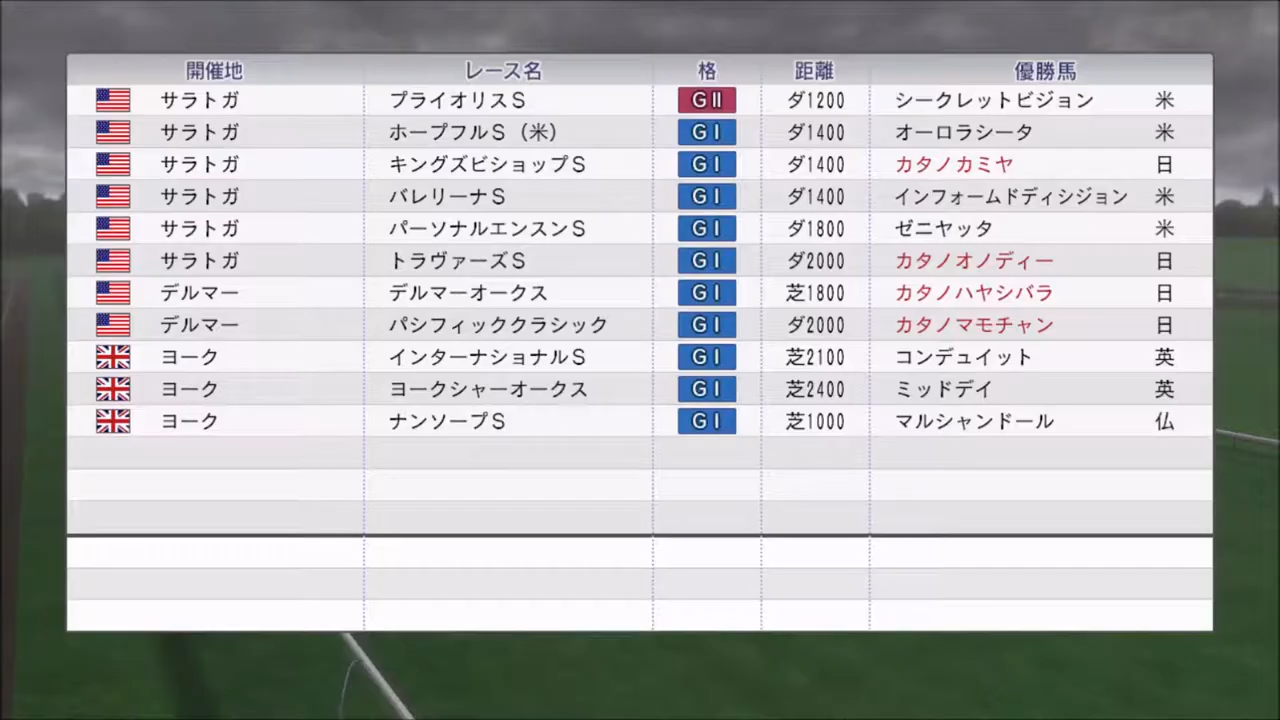 開催地 レース名 格 距離 優勝馬
サラトガ プライオリスS GⅡ ダ1200 シークレットビジョン 米
サラトガ ホープフルS(米) GⅠ ダ1400 オーロラシータ 米
サラトガ キングズビショップS GⅠ ダ1400 カタノカミヤ 日
サラトガ バレリーナS GⅠ ダ1400 インフォームドディシジョン 米
サラトガ パーソナルエンスンS GⅠ ダ1800 ゼニヤッタ 米
サラトガ トラヴァーズS GⅠ ダ2000 カタノオノディー 日
デルマー デルマーオークス GⅠ 芝1800 カタノハヤシバラ 日
デルマー パシフィッククラシック GⅠ ダ2000 カタノマモチャン 日
ヨーク インターナショナルS GⅠ 芝2100 コンデュイット 英
ヨーク ヨークシャーオークス GⅠ 芝2400 ミッドデイ 英
ヨーク ナンソープS GⅠ 芝1000 マルシャンドール 仏